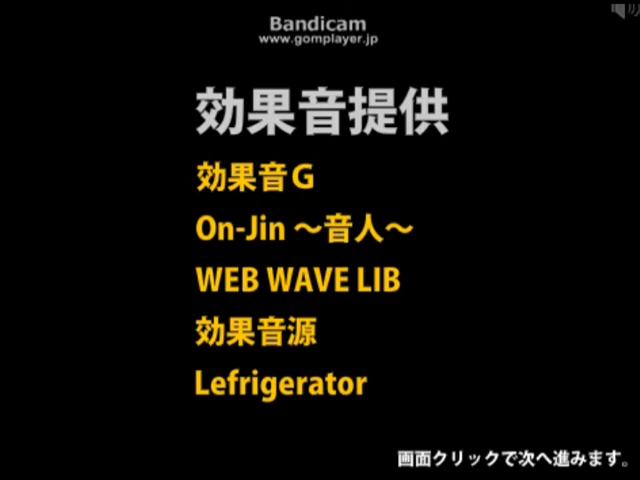 Bandicam
www.gomplayer.jp
効果音提供
効果音G
On-Jin ～音人～
WEB WAVE LIB
効果音源
Lefrigerator
画面クリックで次へ進みます。